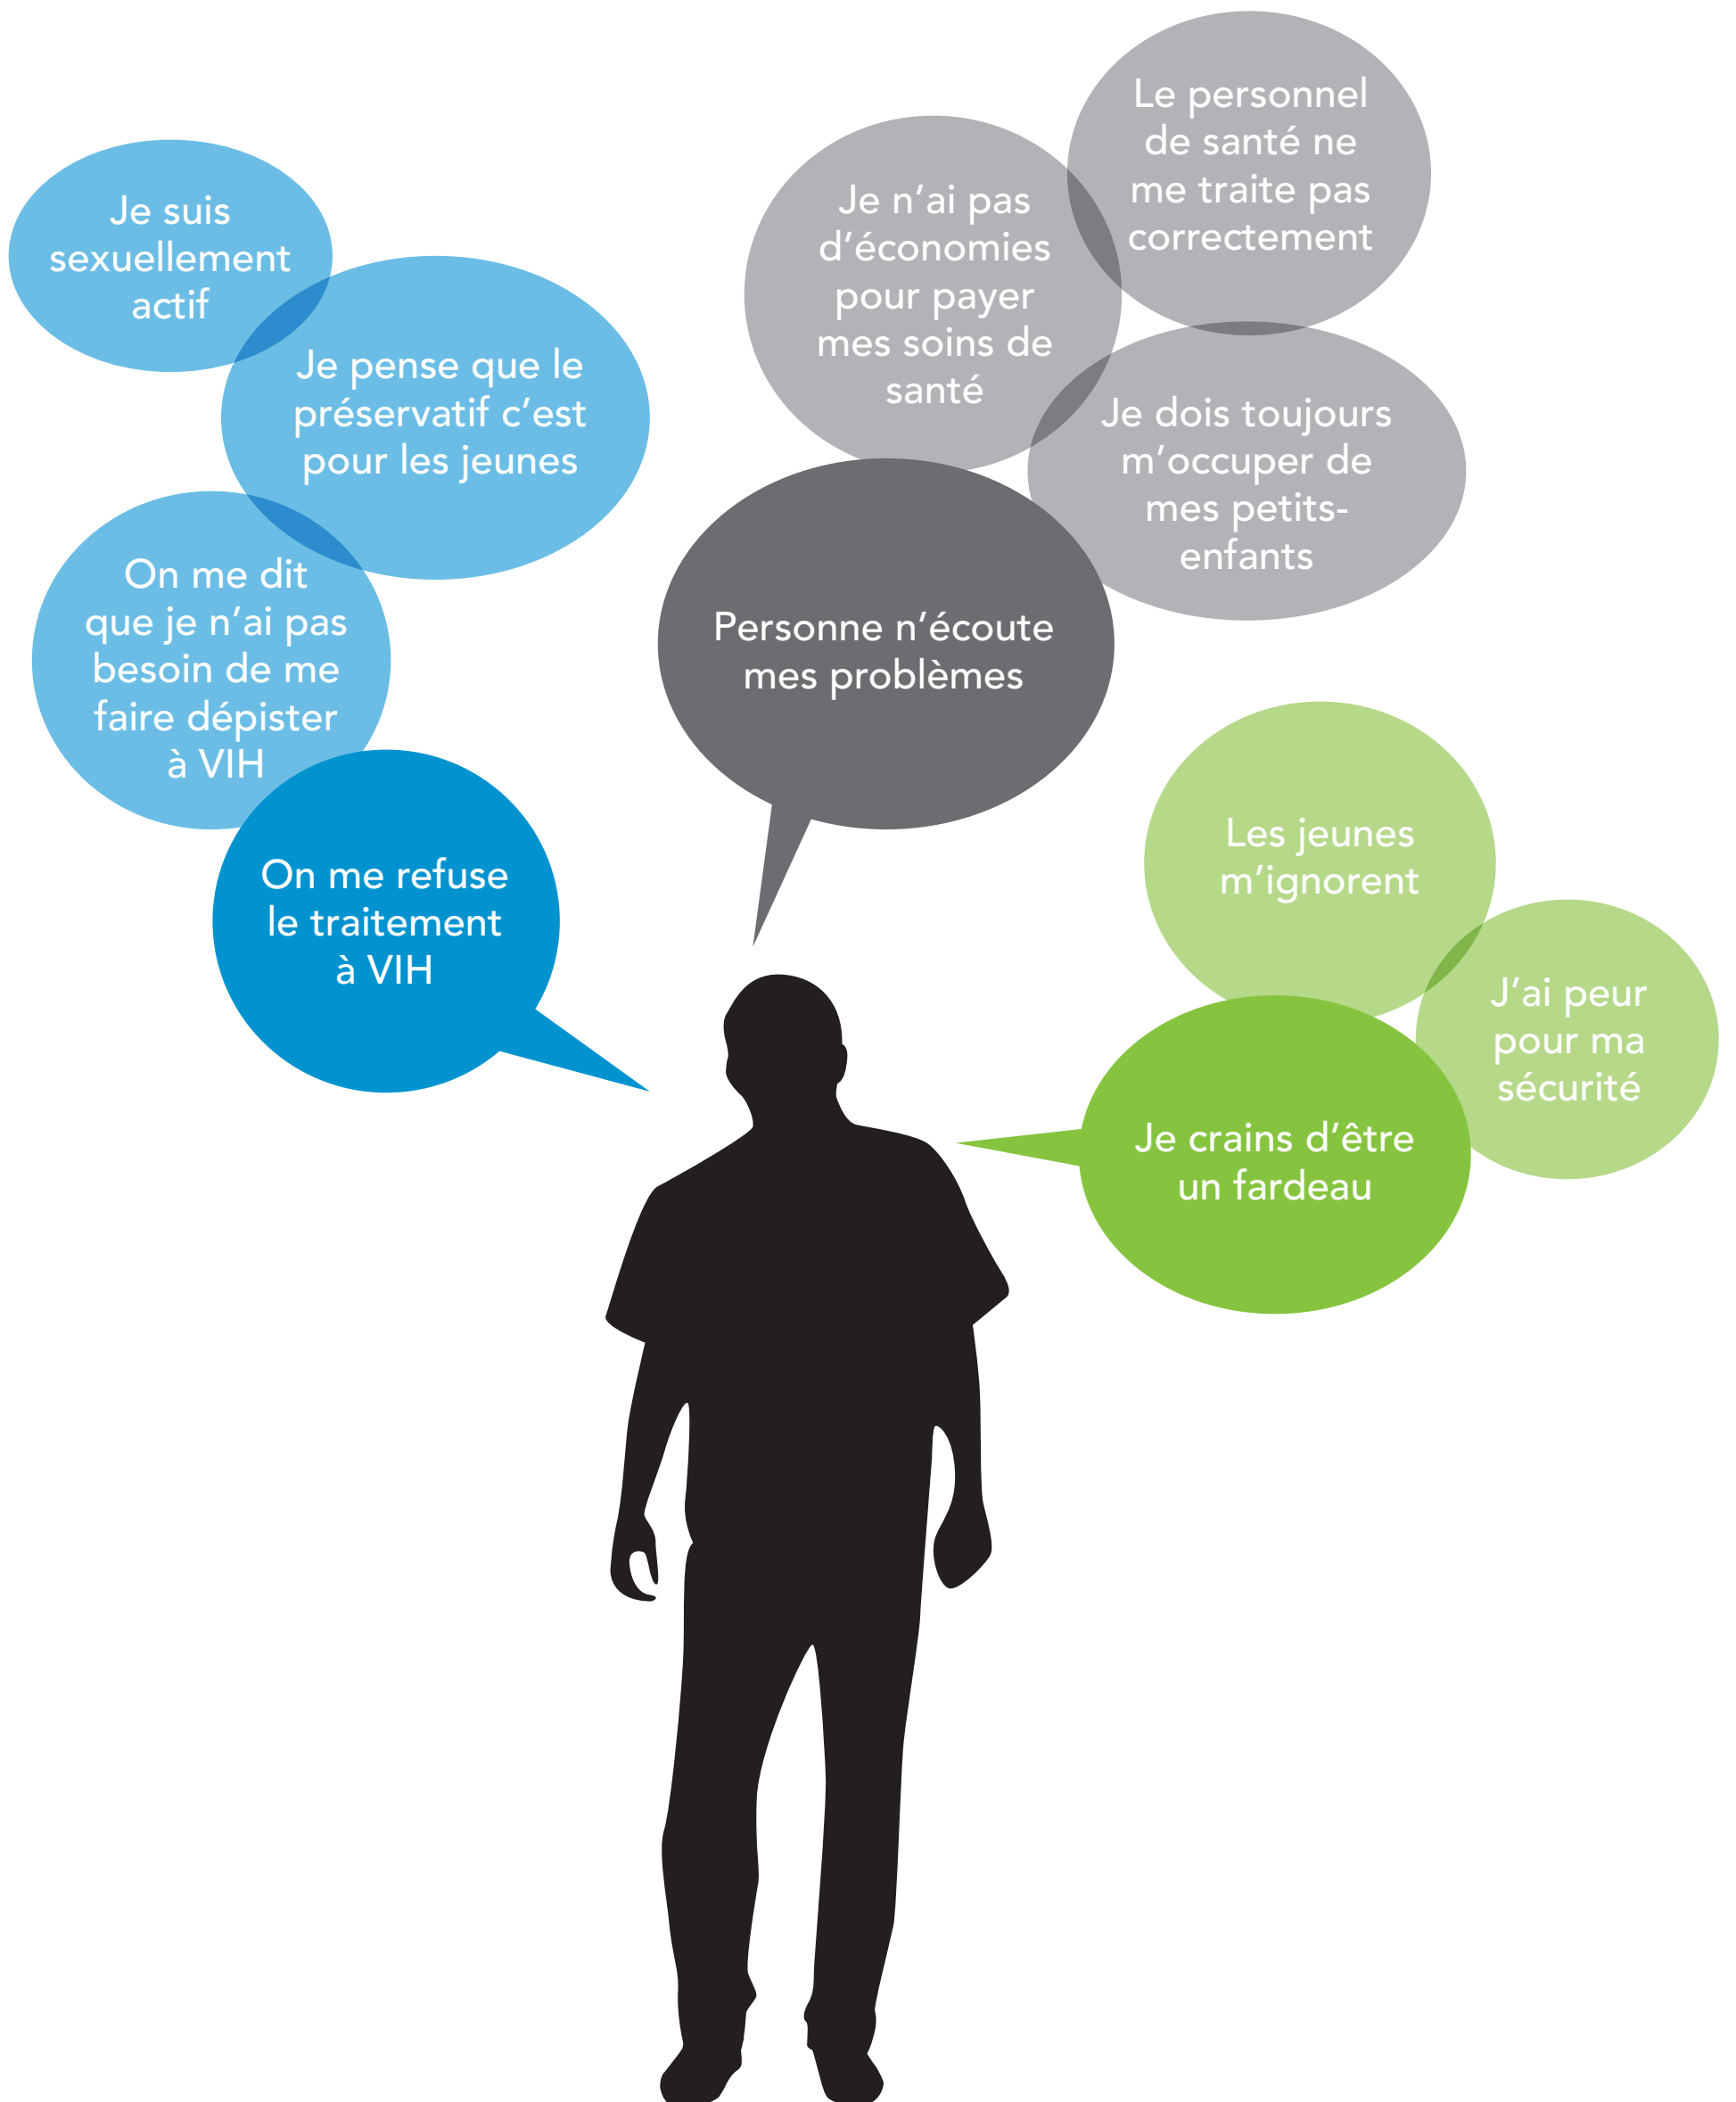 Je suis
sexuellement
actif
Je pense que le
préservatif c'est
pour les jeunes
On me dit
que je n'ai pas
besoin de me
faire dépister
à VIH
On me refuse
le traitement
à VIH
Le personnel
de santé ne
me traite pas
correctement
Je n'ai pas
d'économies
pour payer
mes soins de
santé
Je dois toujours
m'occuper de
mes petits-
enfants
Personne n'écoute
mes problèmes
Les jeunes
m'ignorent
J'ai peur
pour ma
sécurité
Je crains d'être
un fardeau